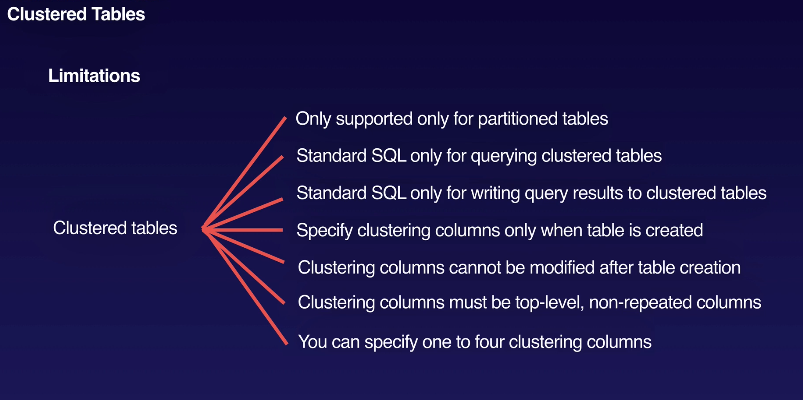 Clustered Tables
Limitations
Only supported only for partitioned tables
Standard SQL only for querying clustered tables
Standard SQL only for writing query results to clustered tables
Clustered tables
Specify clustering columns only when table is created
Clustering columns cannot be modified after table creation
Clustering columns must be top-level, non-repeated columns
You can specify one to four clustering columns